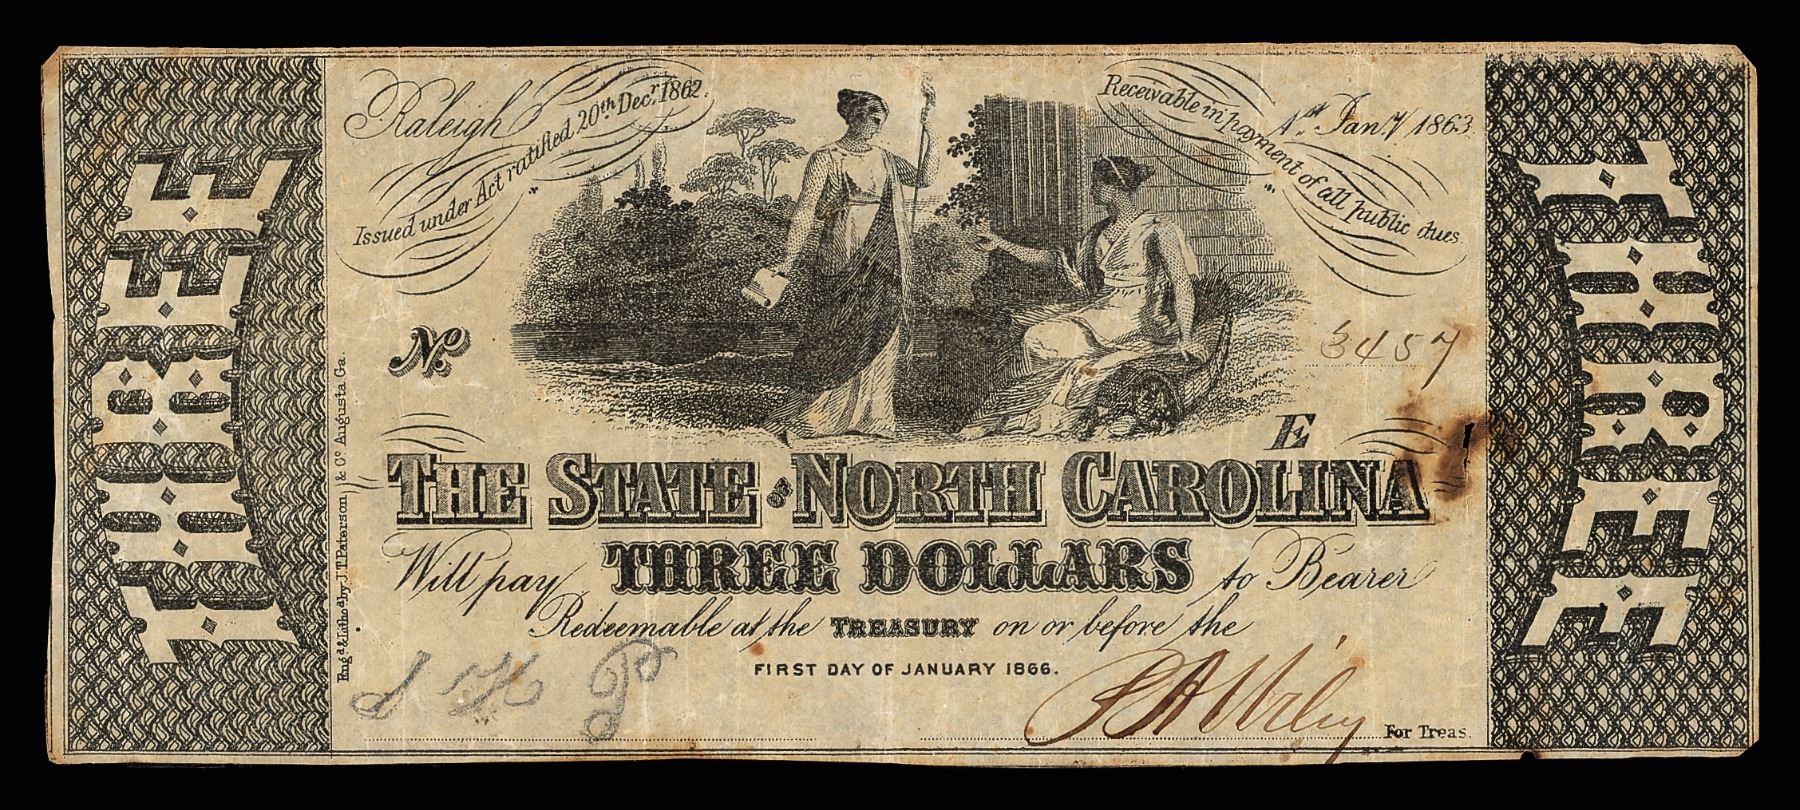 THREE
Raleigh
Issued under Act ratified 20th Decr. 1862.
Receivable in payment of all public dues.
1st Jany 1863.
THREE
No
3457
E
THE STATE OF NORTH CAROLINA
Will pay THREE DOLLARS to Bearer
Redeemable at the TREASURY on or before the
FIRST DAY OF JANUARY 1866.
For Treas.
Engd. & Lithod by J.T. Paterson & Co Augusta Ga.